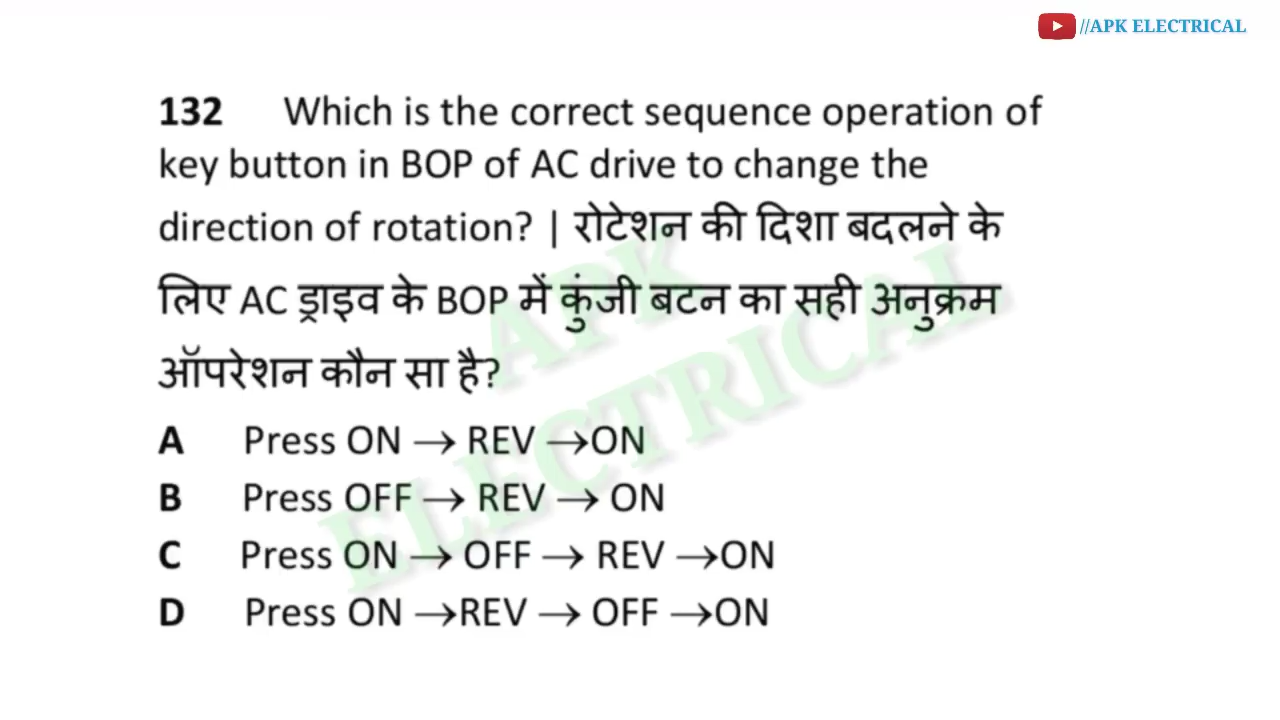 //APK ELECTRICAL
132 Which is the correct sequence operation of
key button in BOP of AC drive to change the
direction of rotation? | रोटेशन की दिशा बदलने के
लिए AC ड्राइव के BOP में कुंजी बटन का सही अनुक्रम
ऑपरेशन कौन सा है?
A Press ON → REV →ON
B Press OFF → REV → ON
C Press ON → OFF → REV →ON
D Press ON →REV → OFF →ON
APK
ELECTRICAL